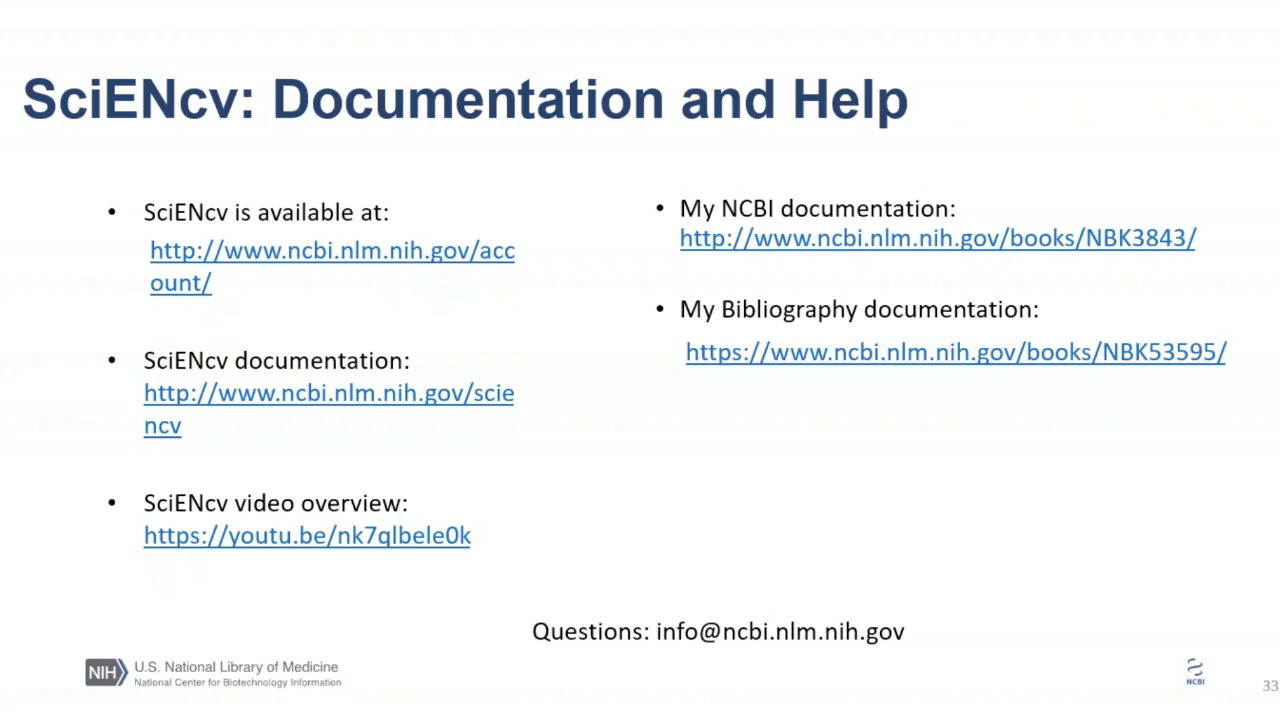 SciENcv: Documentation and Help
• SciENcv is available at:
http://www.ncbi.nlm.nih.gov/acc
ount/
• SciENcv documentation:
http://www.ncbi.nlm.nih.gov/scie
ncv
• SciENcv video overview:
https://youtu.be/nk7qlbele0k
• My NCBI documentation:
http://www.ncbi.nlm.nih.gov/books/NBK3843/
• My Bibliography documentation:
https://www.ncbi.nlm.nih.gov/books/NBK53595/
Questions: info@ncbi.nlm.nih.gov
NIH
U.S. National Library of Medicine
National Center for Biotechnology Information
NCBI
33